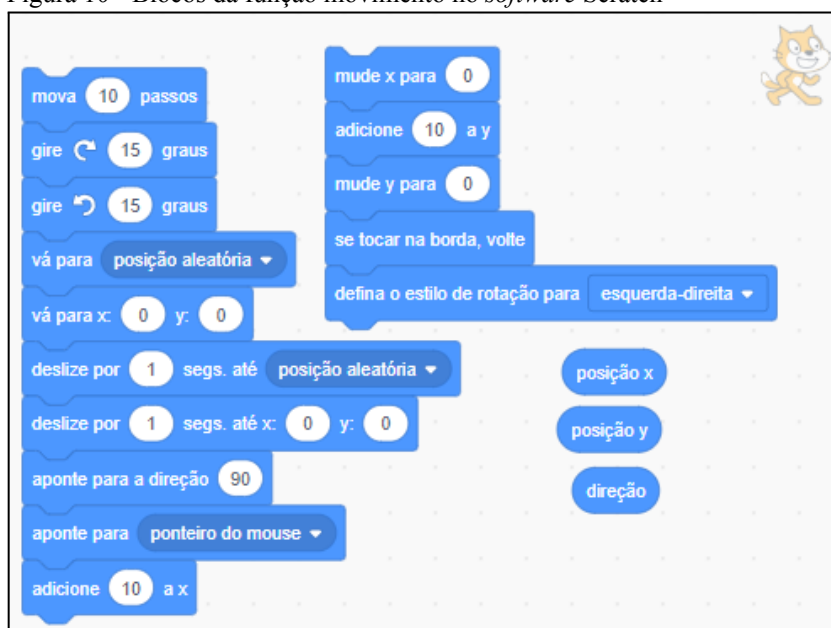 Figura 10 - Blocos da função movimento no software Scratch
mova 10 passos
gire 15 graus
gire 15 graus
vá para posição aleatória
vá para x: 0 y: 0
deslize por 1 segs. até posição aleatória
deslize por 1 segs. até x: 0 y: 0
aponte para a direção 90
aponte para ponteiro do mouse
adicione 10 a x
mude x para 0
adicione 10 a y
mude y para 0
se tocar na borda, volte
defina o estilo de rotação para esquerda-direita
posição x
posição y
direção